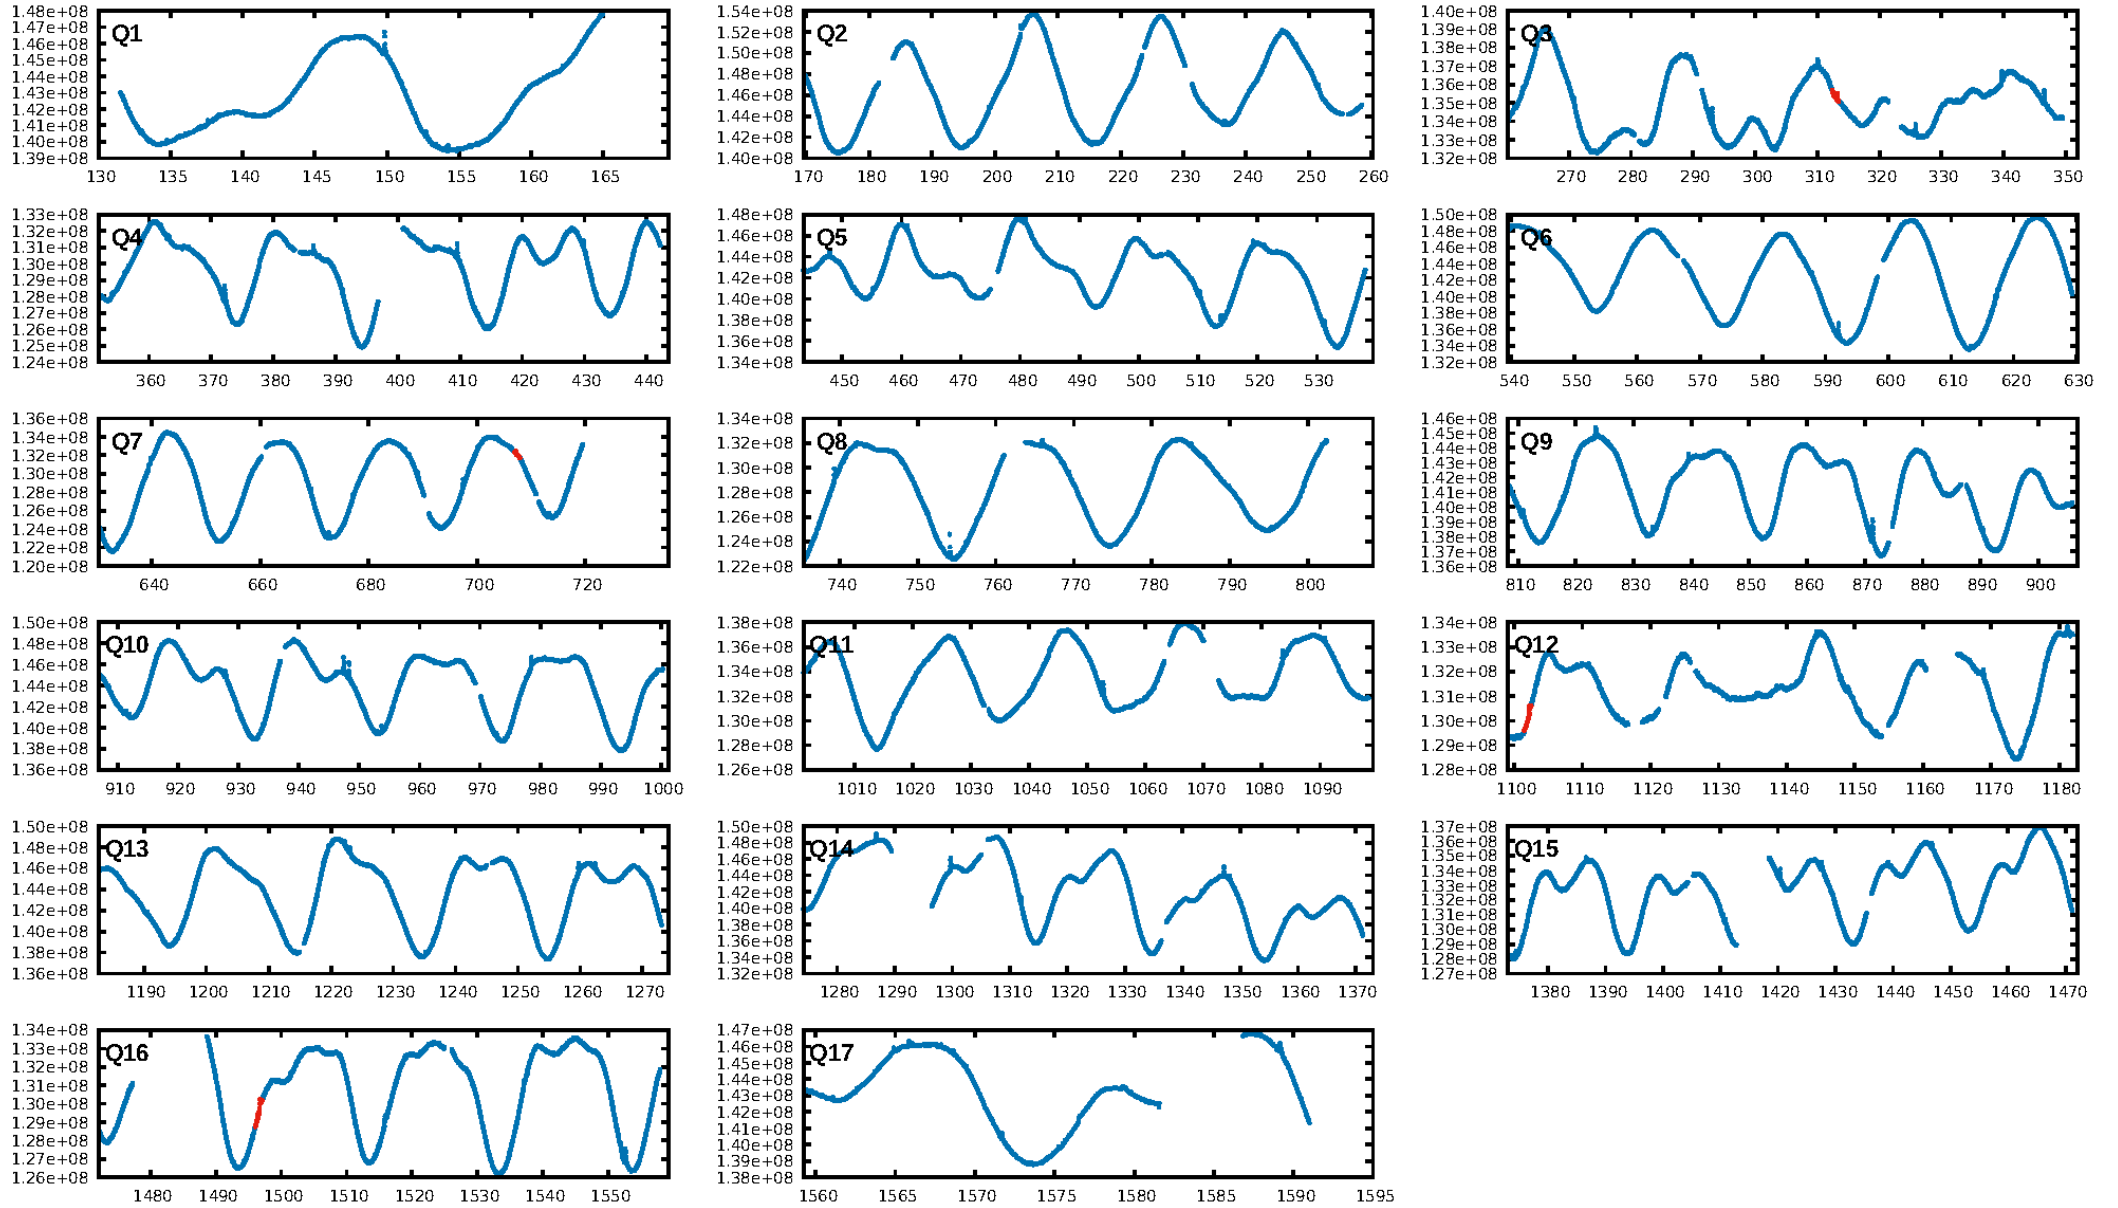 Q1
1.48e+08
1.47e+08
1.46e+08
1.45e+08
1.44e+08
1.43e+08
1.42e+08
1.41e+08
1.40e+08
1.39e+08
130 135 140 145 150 155 160 165
Q2
1.54e+08
1.52e+08
1.50e+08
1.48e+08
1.46e+08
1.44e+08
1.42e+08
1.40e+08
170 180 190 200 210 220 230 240 250 260
Q3
1.40e+08
1.39e+08
1.38e+08
1.37e+08
1.36e+08
1.35e+08
1.34e+08
1.33e+08
1.32e+08
270 280 290 300 310 320 330 340 350
Q4
1.33e+08
1.32e+08
1.31e+08
1.30e+08
1.29e+08
1.28e+08
1.27e+08
1.26e+08
1.25e+08
1.24e+08
360 370 380 390 400 410 420 430 440
Q5
1.48e+08
1.46e+08
1.44e+08
1.42e+08
1.40e+08
1.38e+08
1.36e+08
1.34e+08
450 460 470 480 490 500 510 520 530
Q6
1.50e+08
1.48e+08
1.46e+08
1.44e+08
1.42e+08
1.40e+08
1.38e+08
1.36e+08
1.34e+08
1.32e+08
540 550 560 570 580 590 600 610 620 630
Q7
1.36e+08
1.34e+08
1.32e+08
1.30e+08
1.28e+08
1.26e+08
1.24e+08
1.22e+08
1.20e+08
640 660 680 700 720
Q8
1.34e+08
1.32e+08
1.30e+08
1.28e+08
1.26e+08
1.24e+08
1.22e+08
740 750 760 770 780 790 800
Q9
1.46e+08
1.45e+08
1.44e+08
1.43e+08
1.42e+08
1.41e+08
1.40e+08
1.39e+08
1.38e+08
1.37e+08
1.36e+08
810 820 830 840 850 860 870 880 890 900
Q10
1.50e+08
1.48e+08
1.46e+08
1.44e+08
1.42e+08
1.40e+08
1.38e+08
1.36e+08
910 920 930 940 950 960 970 980 990 1000
Q11
1.38e+08
1.36e+08
1.34e+08
1.32e+08
1.30e+08
1.28e+08
1.26e+08
1010 1020 1030 1040 1050 1060 1070 1080 1090
Q12
1.34e+08
1.33e+08
1.32e+08
1.31e+08
1.30e+08
1.29e+08
1.28e+08
1100 1110 1120 1130 1140 1150 1160 1170 1180
Q13
1.50e+08
1.48e+08
1.46e+08
1.44e+08
1.42e+08
1.40e+08
1.38e+08
1.36e+08
1190 1200 1210 1220 1230 1240 1250 1260 1270
Q14
1.50e+08
1.48e+08
1.46e+08
1.44e+08
1.42e+08
1.40e+08
1.38e+08
1.36e+08
1.34e+08
1.32e+08
1280 1290 1300 1310 1320 1330 1340 1350 1360 1370
Q15
1.37e+08
1.36e+08
1.35e+08
1.34e+08
1.33e+08
1.32e+08
1.31e+08
1.30e+08
1.29e+08
1.28e+08
1.27e+08
1380 1390 1400 1410 1420 1430 1440 1450 1460 1470
Q16
1.34e+08
1.33e+08
1.32e+08
1.31e+08
1.30e+08
1.29e+08
1.28e+08
1.27e+08
1.26e+08
1480 1490 1500 1510 1520 1530 1540 1550
Q17
1.47e+08
1.46e+08
1.45e+08
1.44e+08
1.43e+08
1.42e+08
1.41e+08
1.40e+08
1.39e+08
1.38e+08
1560 1565 1570 1575 1580 1585 1590 1595